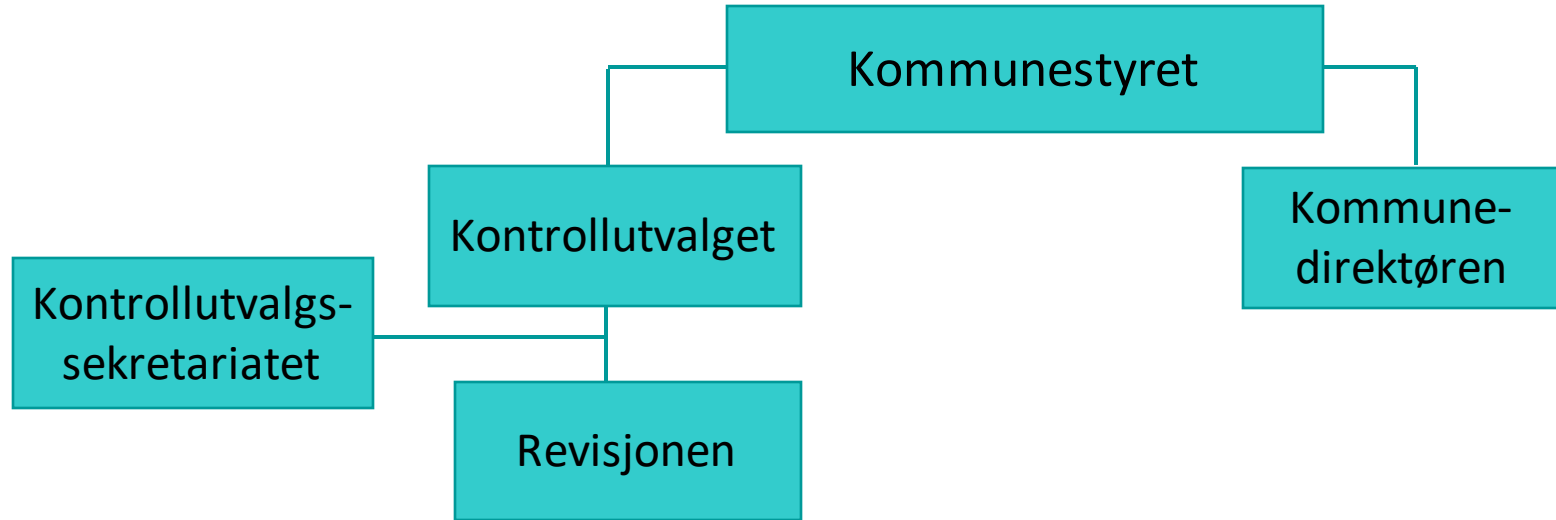 Kommunestyret
Kontrollutvalget
Kommune-
direktøren
Kontrollutvalgs-
sekretariatet
Revisjonen